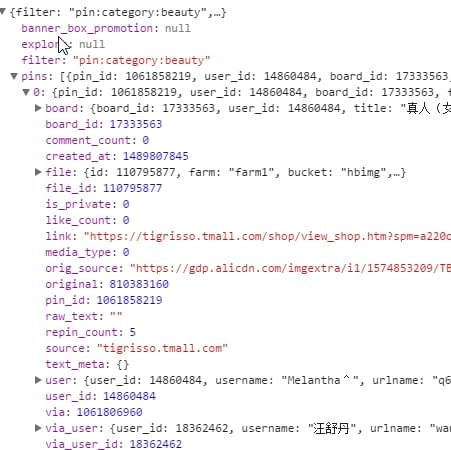 {filter: "pin:category:beauty",…}
banner_box_promotion: null
explore: null
filter: "pin:category:beauty"
pins: [{pin_id: 1061858219, user_id: 14860484, board_id: 17333563,
0: {pin_id: 1061858219, user_id: 14860484, board_id: 17333563,
board: {board_id: 17333563, user_id: 14860484, title: "真人（女
board_id: 17333563
comment_count: 0
created_at: 1489807845
file: {id: 110795877, farm: "farm1", bucket: "hbimg",…}
file_id: 110795877
is_private: 0
like_count: 0
link: "https://tigrisso.tmall.com/shop/view_shop.htm?spm=a220o
media_type: 0
orig_source: "https://gdp.alicdn.com/imgextra/i1/1574853209/TB
original: 810383160
pin_id: 1061858219
raw_text: ""
repin_count: 5
source: "tigrisso.tmall.com"
text_meta: {}
user: {user_id: 14860484, username: "Melantha＾", urlname: "q6
user_id: 14860484
via: 1061806960
via_user: {user_id: 18362462, username: "汪舒丹", urlname: "wan
via_user_id: 18362462